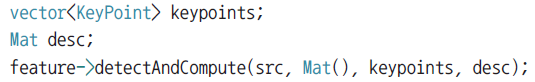 vector<KeyPoint> keypoints;
Mat desc;
feature->detectAndCompute(src, Mat(), keypoints, desc);